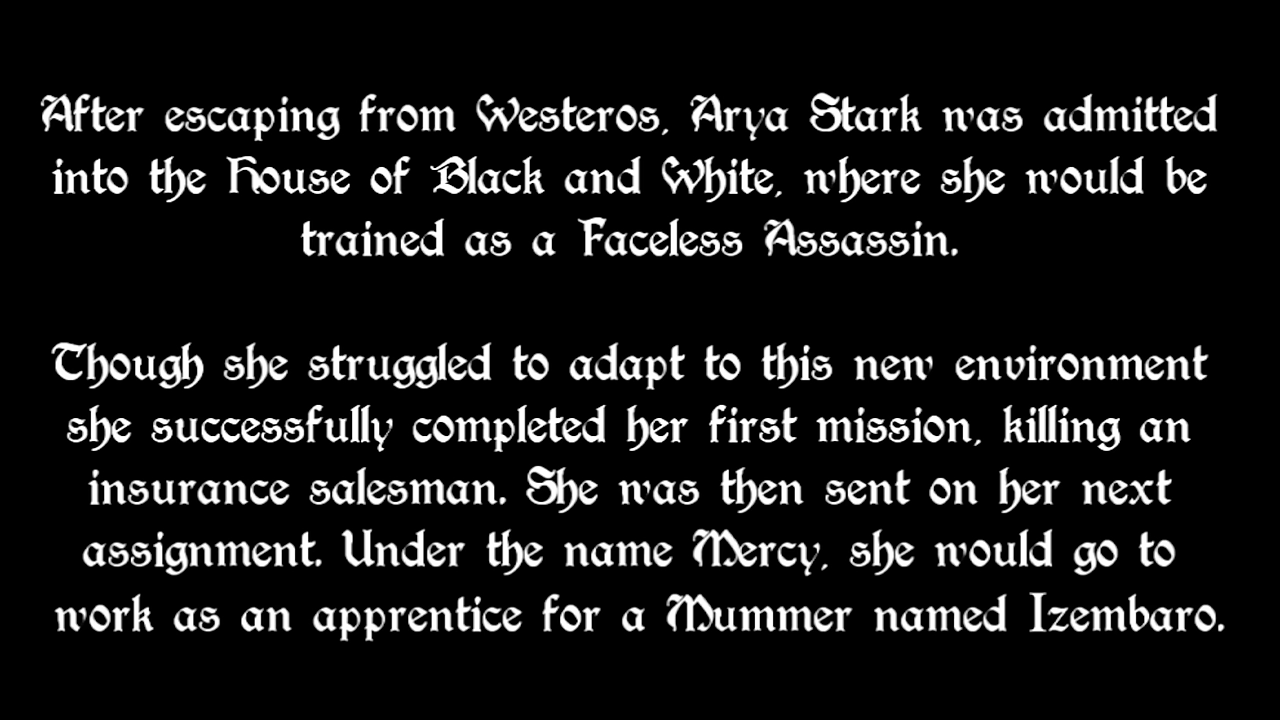 After escaping from Westeros, Arya Stark was admitted
into the House of Black and White, where she would be
trained as a Faceless Assassin.
Though she struggled to adapt to this new environment
she successfully completed her first mission, killing an
insurance salesman. She was then sent on her next
assignment. Under the name Mercy, she would go to
work as an apprentice for a Mummer named Izembaro.